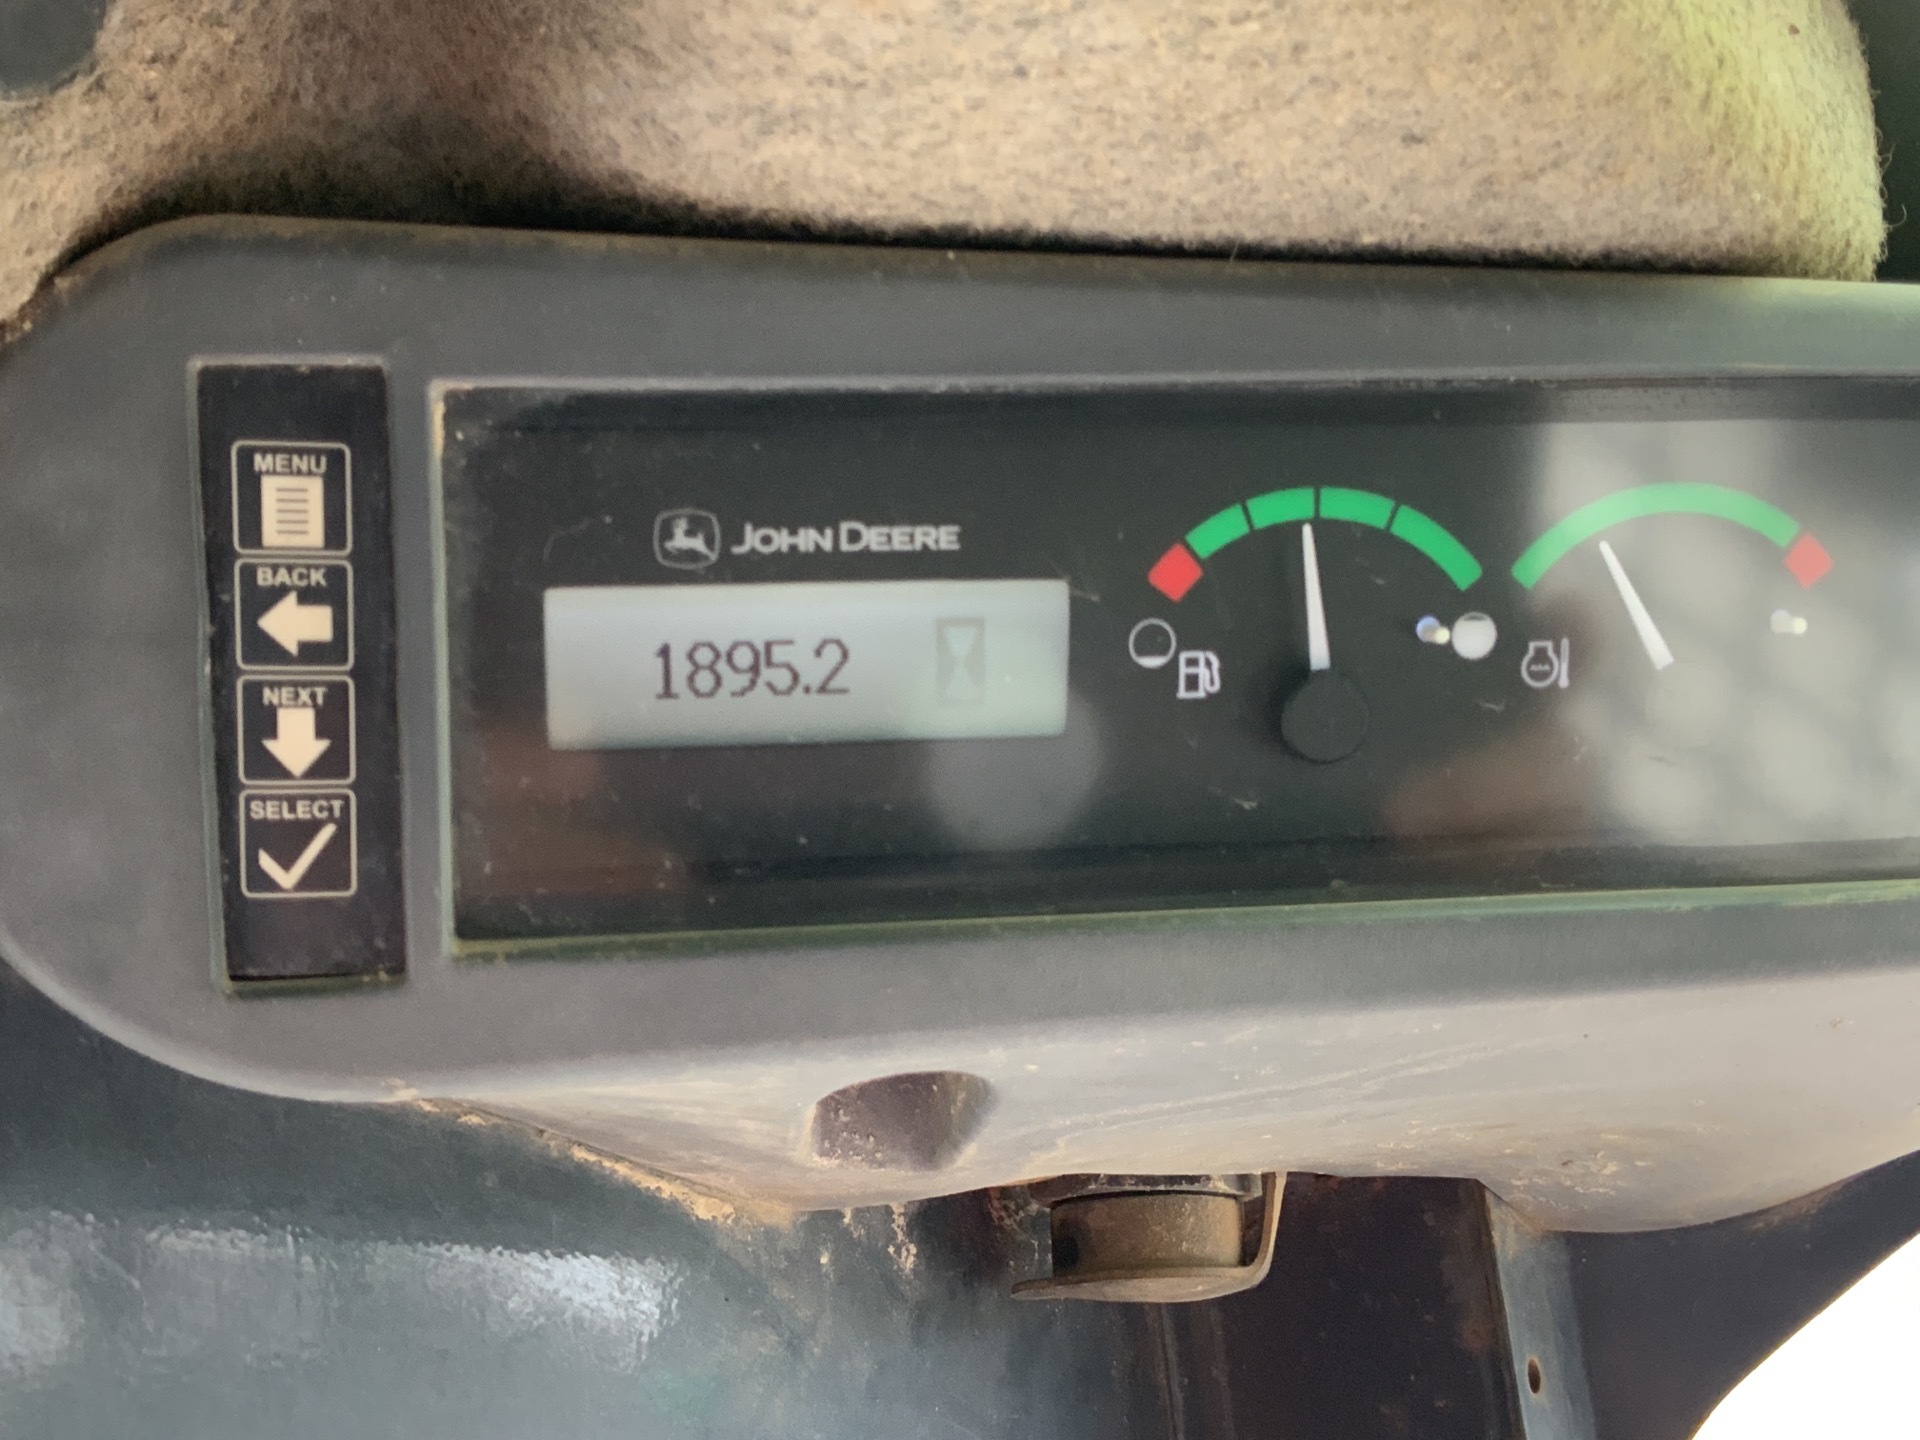 MENU
BACK
NEXT
SELECT
JOHN DEERE
1895.2